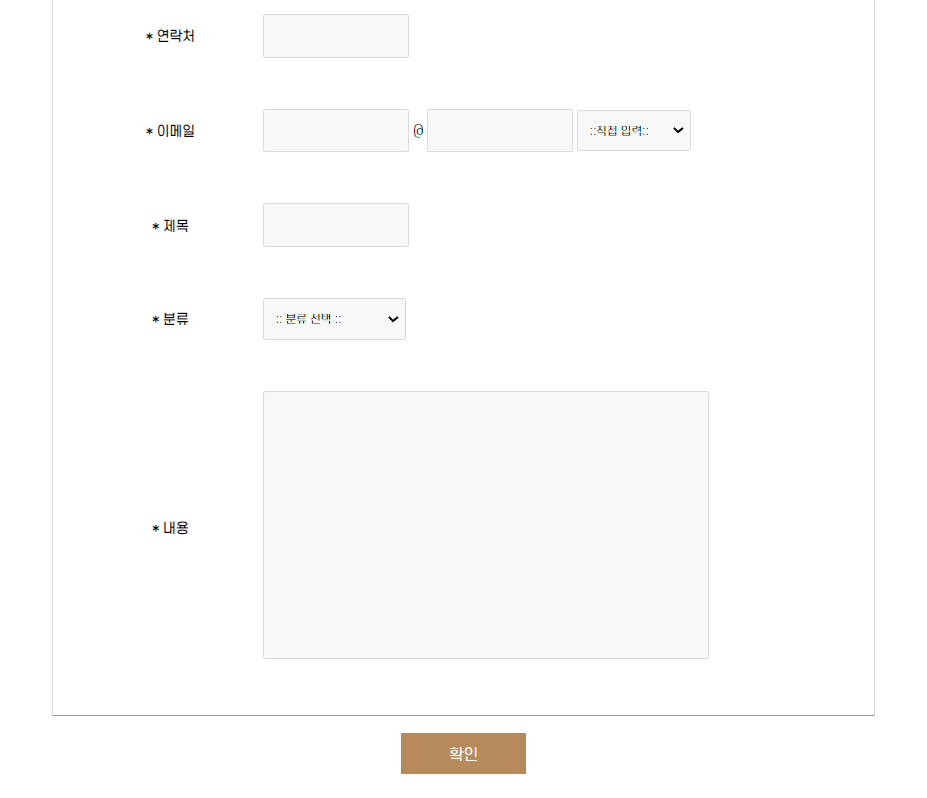 * 연락처
* 이메일 @ ::직접 입력::
* 제목
* 분류 :: 분류 선택 ::
* 내용
확인